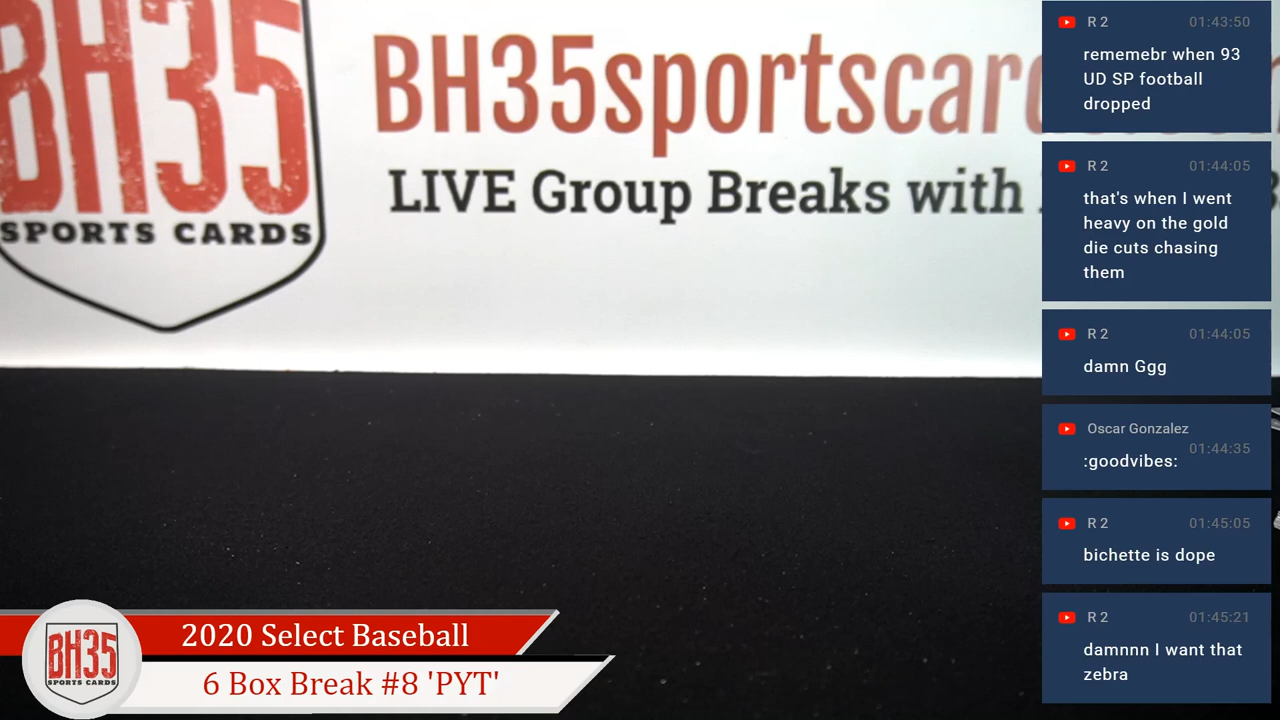 BH35
SPORTS CARDS
BH35sportscard
LIVE Group Breaks with
R 2 01:43:50
rememebr when 93
UD SP football
dropped
R 2 01:44:05
that's when I went
heavy on the gold
die cuts chasing
them
R 2 01:44:05
damn Ggg
Oscar Gonzalez
01:44:35
:goodvibes:
R 2 01:45:05
bichette is dope
R 2 01:45:21
damnnn I want that
zebra
2020 Select Baseball
6 Box Break #8 'PYT'
BH35
SPORTS CARDS